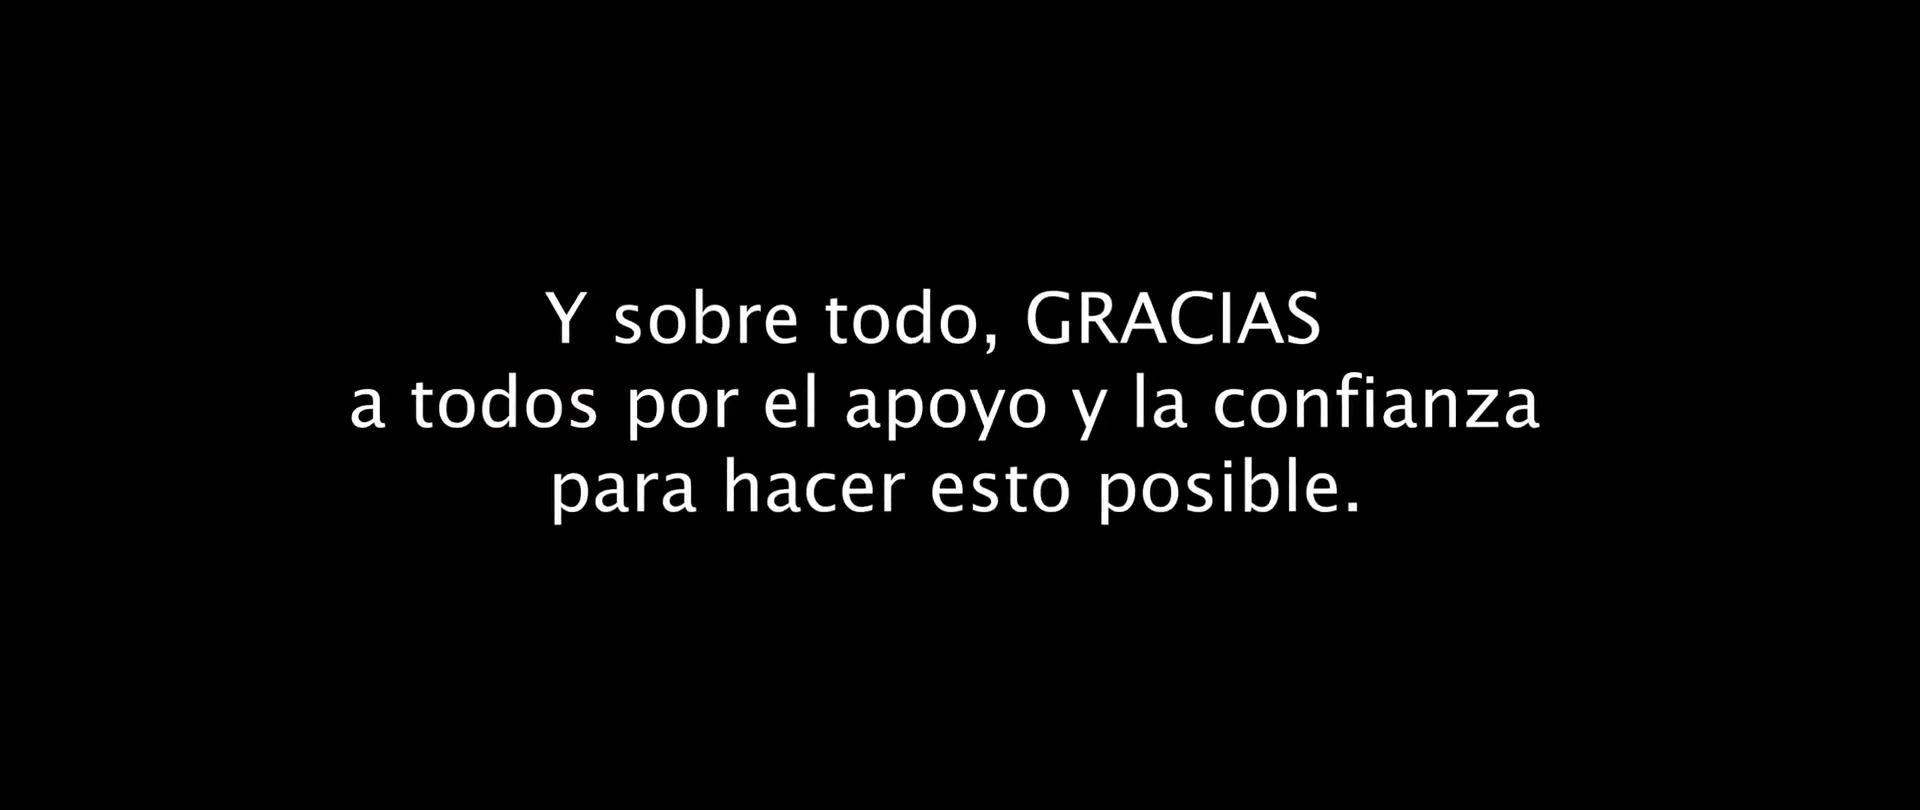 Y sobre todo, GRACIAS
a todos por el apoyo y la confianza
para hacer esto posible.